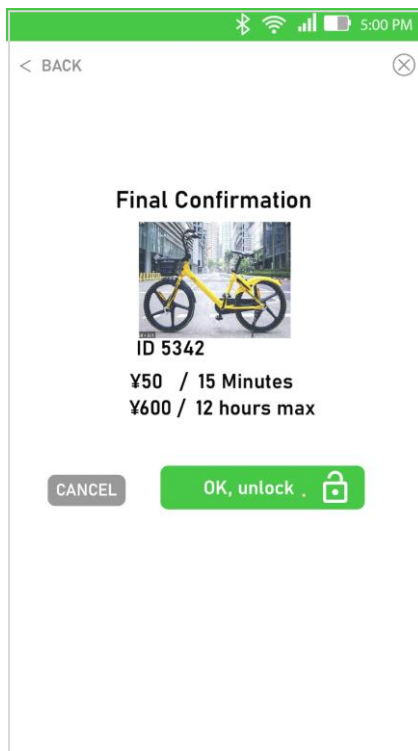 5:00 PM
< BACK
Final Confirmation
ID 5342
¥50 / 15 Minutes
¥600 / 12 hours max
CANCEL
OK, unlock .